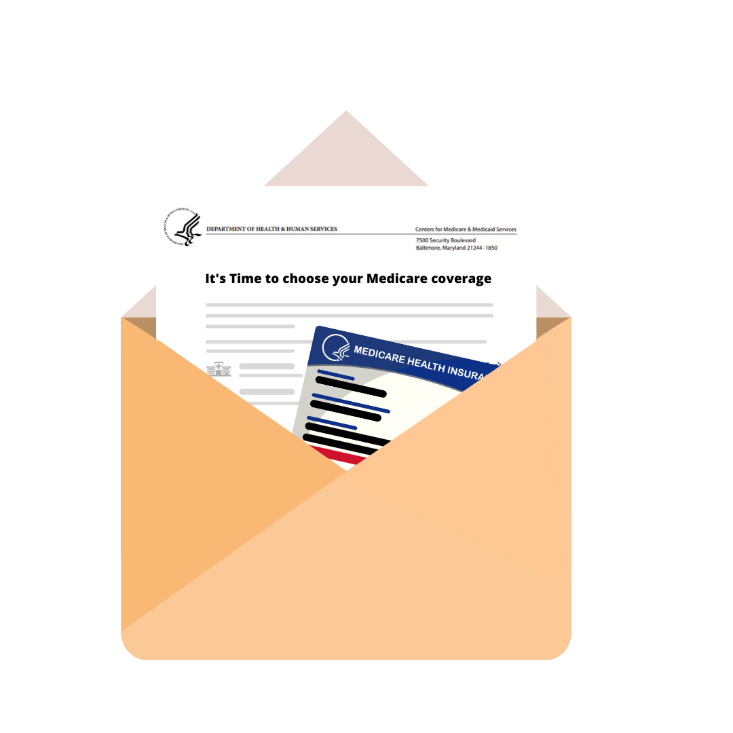 DEPARTMENT OF HEALTH & HUMAN SERVICES
Centers for Medicare & Medicaid Services
7500 Security Boulevard
Baltimore, Maryland 21244 -1850
It's Time to choose your Medicare coverage
MEDICARE HEALTH INSURA